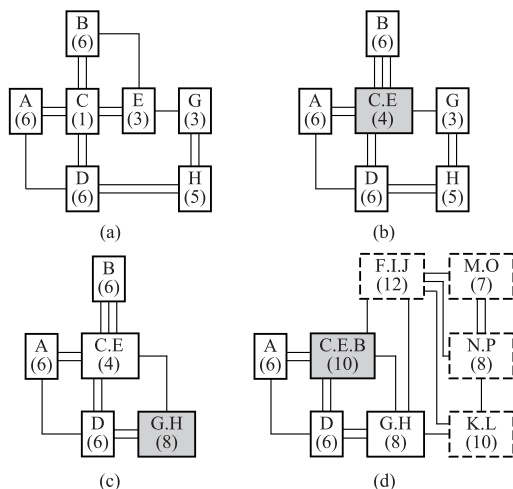 B
(6)
A
(6)
C
(1)
E
(3)
G
(3)
D
(6)
H
(5)
(a)
B
(6)
A
(6)
C.E
(4)
G
(3)
D
(6)
H
(5)
(b)
B
(6)
A
(6)
C.E
(4)
D
(6)
G.H
(8)
(c)
F.I.J
(12)
M.O
(7)
A
(6)
C.E.B
(10)
N.P
(8)
D
(6)
G.H
(8)
K.L
(10)
(d)